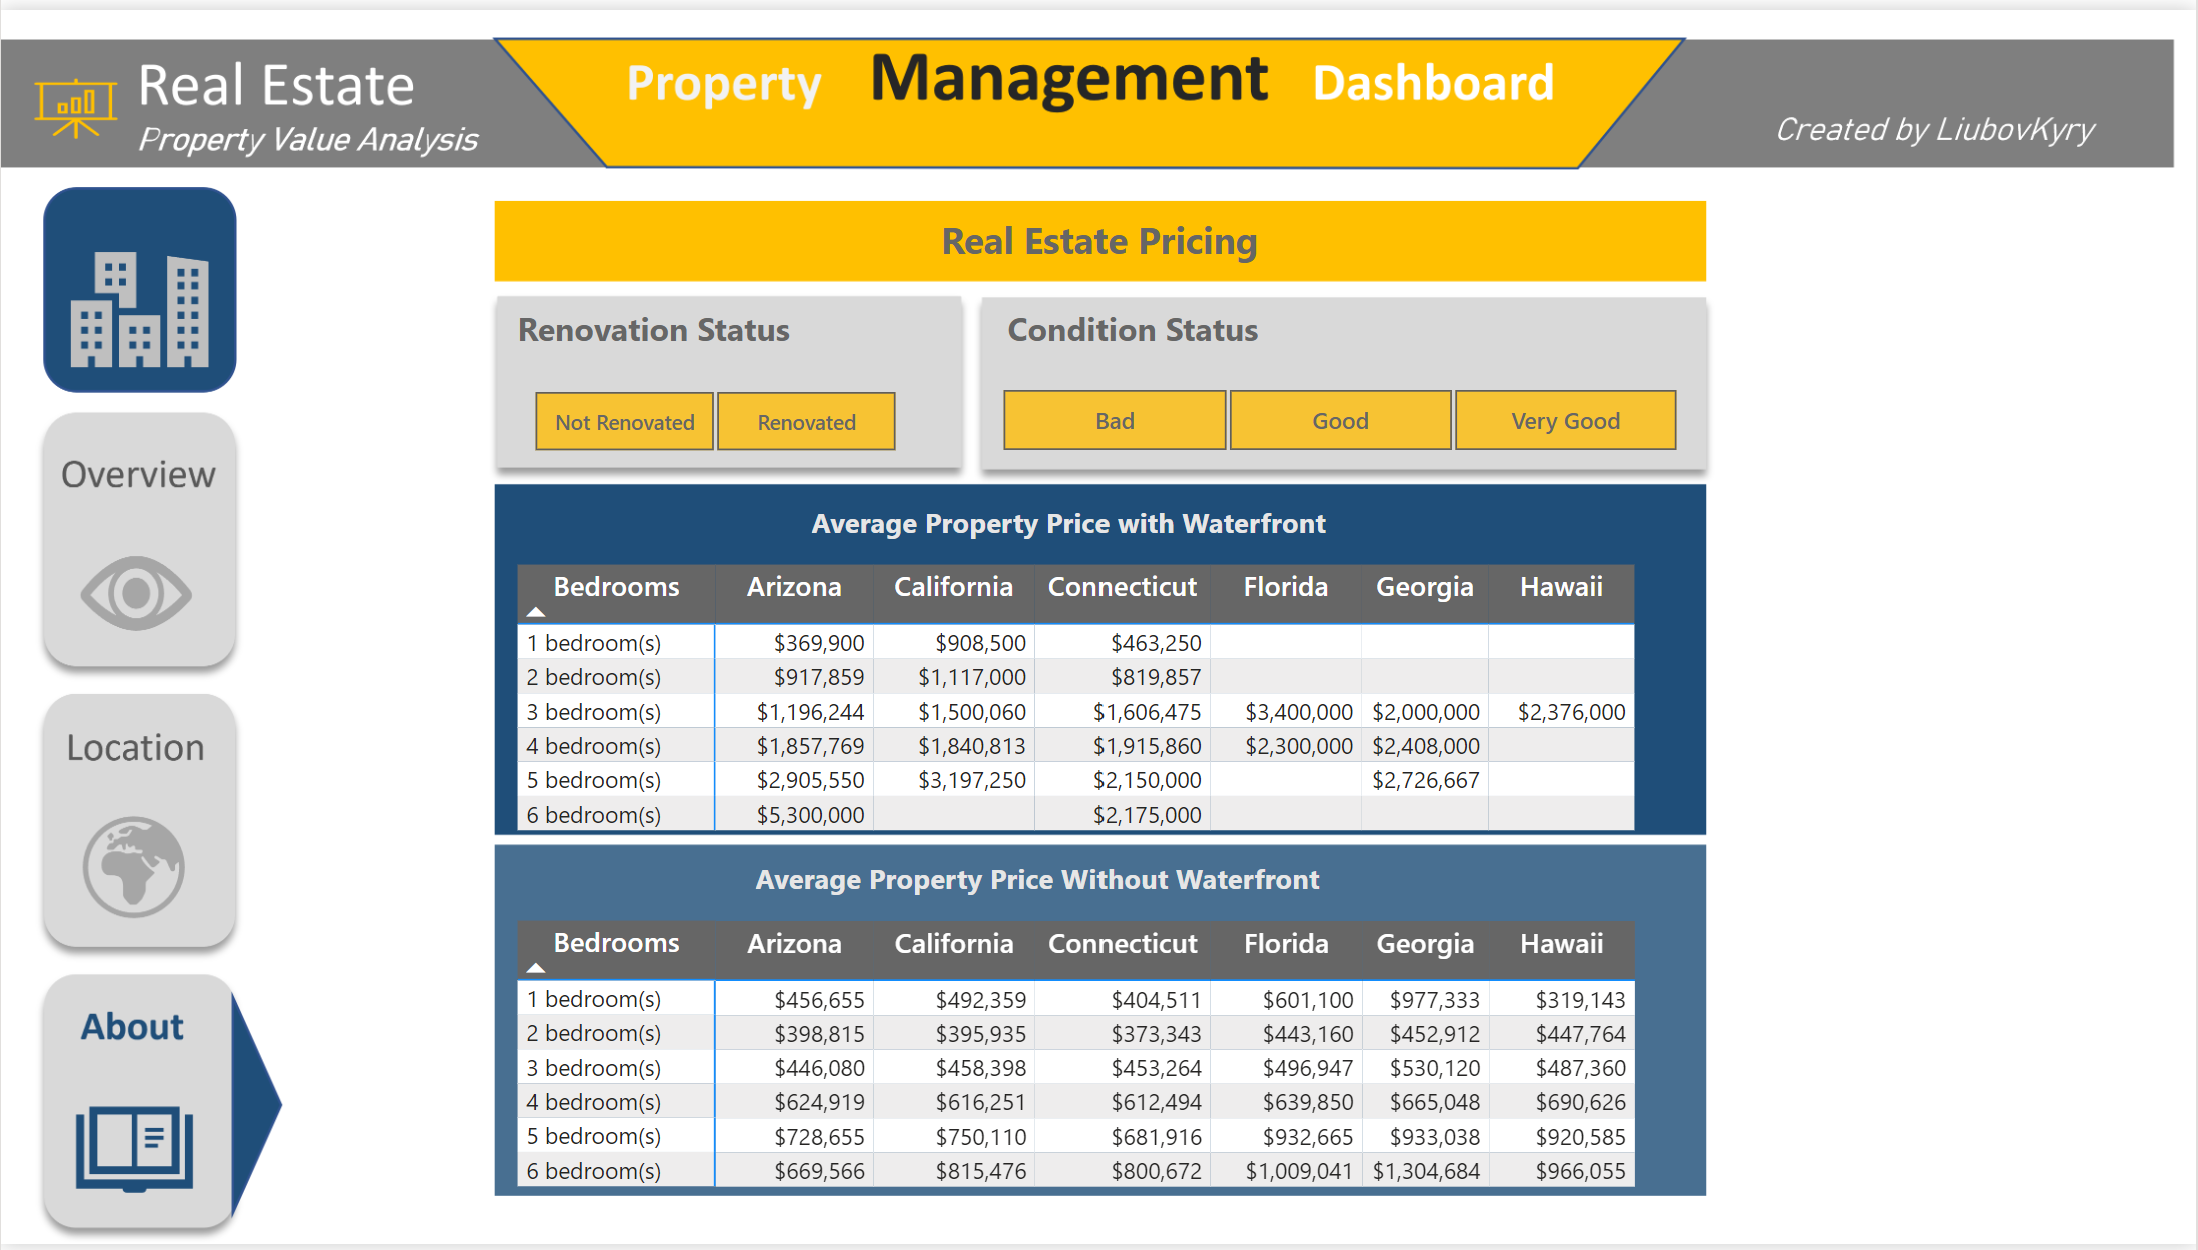 Real Estate
Property Value Analysis
Property Management Dashboard
Created by LiubovKyry
Overview
Location
About
Real Estate Pricing
Renovation Status
Not Renovated Renovated
Condition Status
Bad Good Very Good
Average Property Price with Waterfront
Bedrooms Arizona California Connecticut Florida Georgia Hawaii
1 bedroom(s) $369,900 $908,500 $463,250
2 bedroom(s) $917,859 $1,117,000 $819,857
3 bedroom(s) $1,196,244 $1,500,060 $1,606,475 $3,400,000 $2,000,000 $2,376,000
4 bedroom(s) $1,857,769 $1,840,813 $1,915,860 $2,300,000 $2,408,000
5 bedroom(s) $2,905,550 $3,197,250 $2,150,000 $2,726,667
6 bedroom(s) $5,300,000 $2,175,000
Average Property Price Without Waterfront
Bedrooms Arizona California Connecticut Florida Georgia Hawaii
1 bedroom(s) $456,655 $492,359 $404,511 $601,100 $977,333 $319,143
2 bedroom(s) $398,815 $395,935 $373,343 $443,160 $452,912 $447,764
3 bedroom(s) $446,080 $458,398 $453,264 $496,947 $530,120 $487,360
4 bedroom(s) $624,919 $616,251 $612,494 $639,850 $665,048 $690,626
5 bedroom(s) $728,655 $750,110 $681,916 $932,665 $933,038 $920,585
6 bedroom(s) $669,566 $815,476 $800,672 $1,009,041 $1,304,684 $966,055